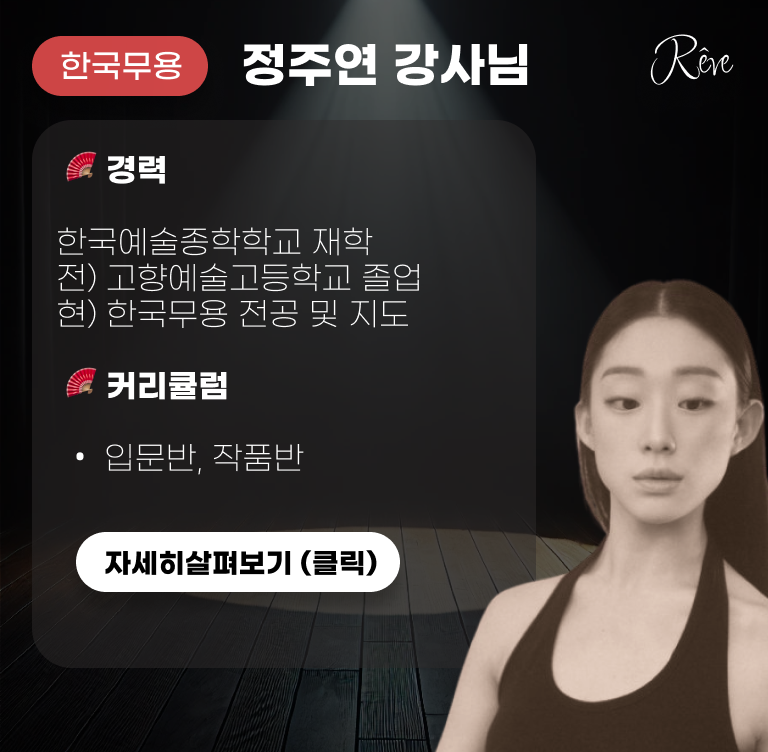 한국무용
정주연 강사님
Rêve
경력
한국예술종학학교 재학
전) 고향예술고등학교 졸업
현) 한국무용 전공 및 지도
커리큘럼
• 입문반, 작품반
자세히살펴보기 (클릭)